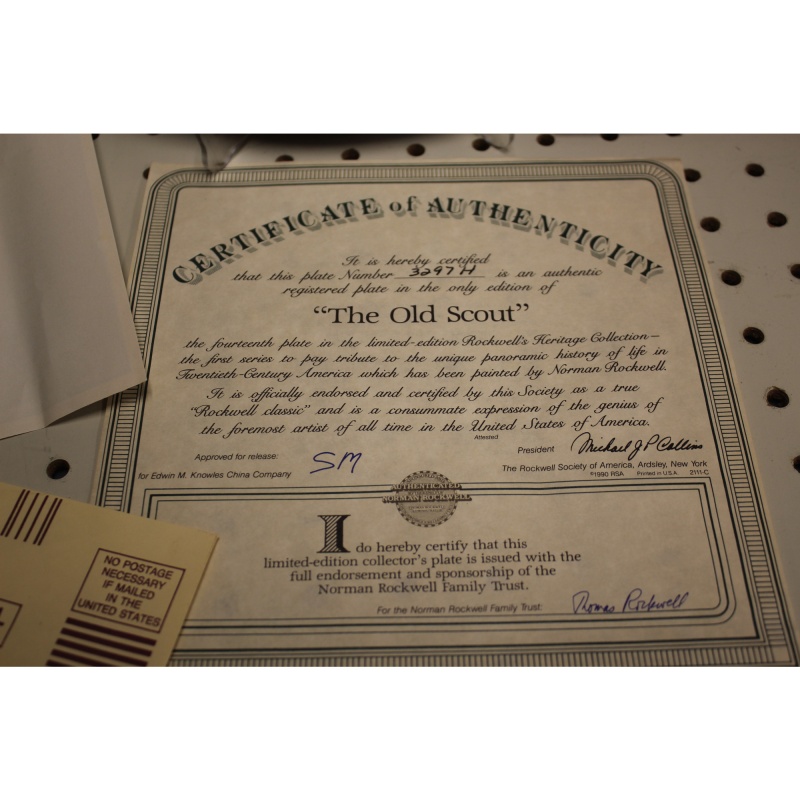 CERTIFICATE of AUTHENTICITY
It is hereby certified
that this plate Number 3297H is an authentic
registered plate in the only edition of
“The Old Scout”
the fourteenth plate in the limited-edition Rockwell's Heritage Collection—
the first series to pay tribute to the unique panoramic history of life in
Twentieth-Century America which has been painted by Norman Rockwell.
It is officially endorsed and certified by this Society as a true
“Rockwell classic” and is a consummate expression of the genius of
the foremost artist of all time in the United States of America.
Attested
Approved for release: SM President Michael J P Collins
for Edwin M. Knowles China Company The Rockwell Society of America, Ardsley, New York
©1990 RSA Printed in U.S.A. 2111-C
AUTHENTICATED
NORMAN ROCKWELL
I do hereby certify that this
limited-edition collector's plate is issued with the
full endorsement and sponsorship of the
Norman Rockwell Family Trust.
For the Norman Rockwell Family Trust: Thomas Rockwell
NO POSTAGE
NECESSARY
IF MAILED
IN THE
UNITED STATES